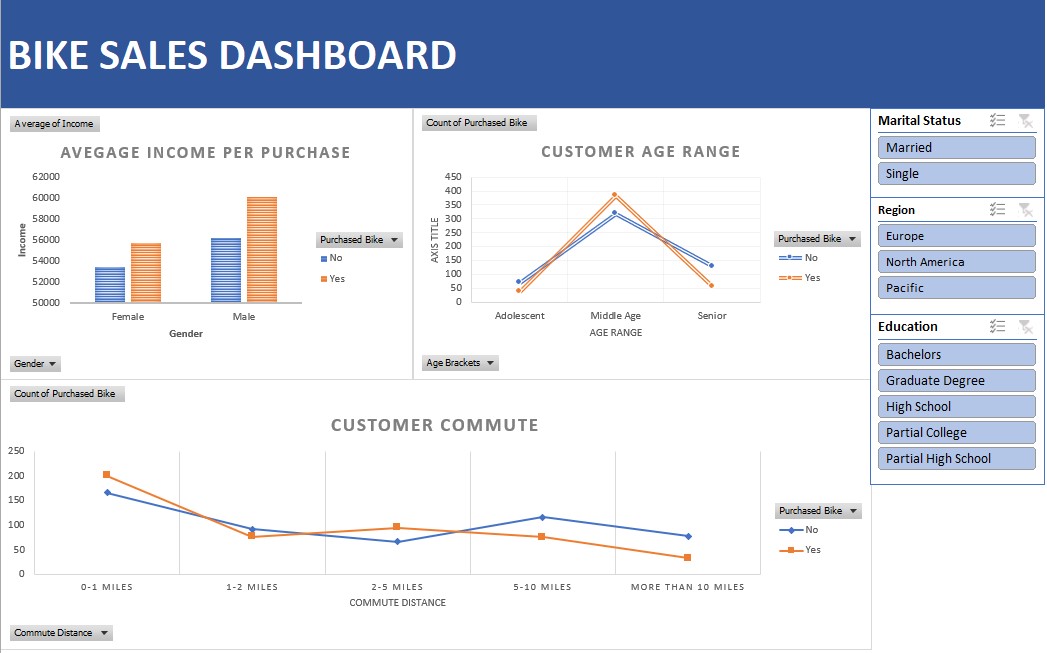 BIKE SALES DASHBOARD
Average of Income
AVEGAGE INCOME PER PURCHASE
62000
60000
58000
56000
54000
52000
50000
Income
Female
Male
Gender
Purchased Bike
No
Yes
Gender
Count of Purchased Bike
CUSTOMER AGE RANGE
450
400
350
300
250
200
150
100
50
0
AXIS TITLE
Adolescent
Middle Age
Senior
AGE RANGE
Purchased Bike
No
Yes
Age Brackets
Marital Status
Married
Single
Region
Europe
North America
Pacific
Education
Bachelors
Graduate Degree
High School
Partial College
Partial High School
Count of Purchased Bike
CUSTOMER COMMUTE
250
200
150
100
50
0
0-1 MILES
1-2 MILES
2-5 MILES
5-10 MILES
MORE THAN 10 MILES
COMMUTE DISTANCE
Purchased Bike
No
Yes
Commute Distance